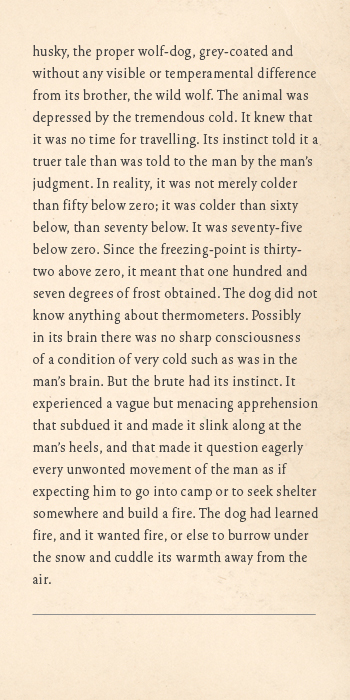 husky, the proper wolf-dog, grey-coated and
without any visible or temperamental difference
from its brother, the wild wolf. The animal was
depressed by the tremendous cold. It knew that
it was no time for travelling. Its instinct told it a
truer tale than was told to the man by the man's
judgment. In reality, it was not merely colder
than fifty below zero; it was colder than sixty
below, than seventy below. It was seventy-five
below zero. Since the freezing-point is thirty-
two above zero, it meant that one hundred and
seven degrees of frost obtained. The dog did not
know anything about thermometers. Possibly
in its brain there was no sharp consciousness
of a condition of very cold such as was in the
man's brain. But the brute had its instinct. It
experienced a vague but menacing apprehension
that subdued it and made it slink along at the
man's heels, and that made it question eagerly
every unwonted movement of the man as if
expecting him to go into camp or to seek shelter
somewhere and build a fire. The dog had learned
fire, and it wanted fire, or else to burrow under
the snow and cuddle its warmth away from the
air.